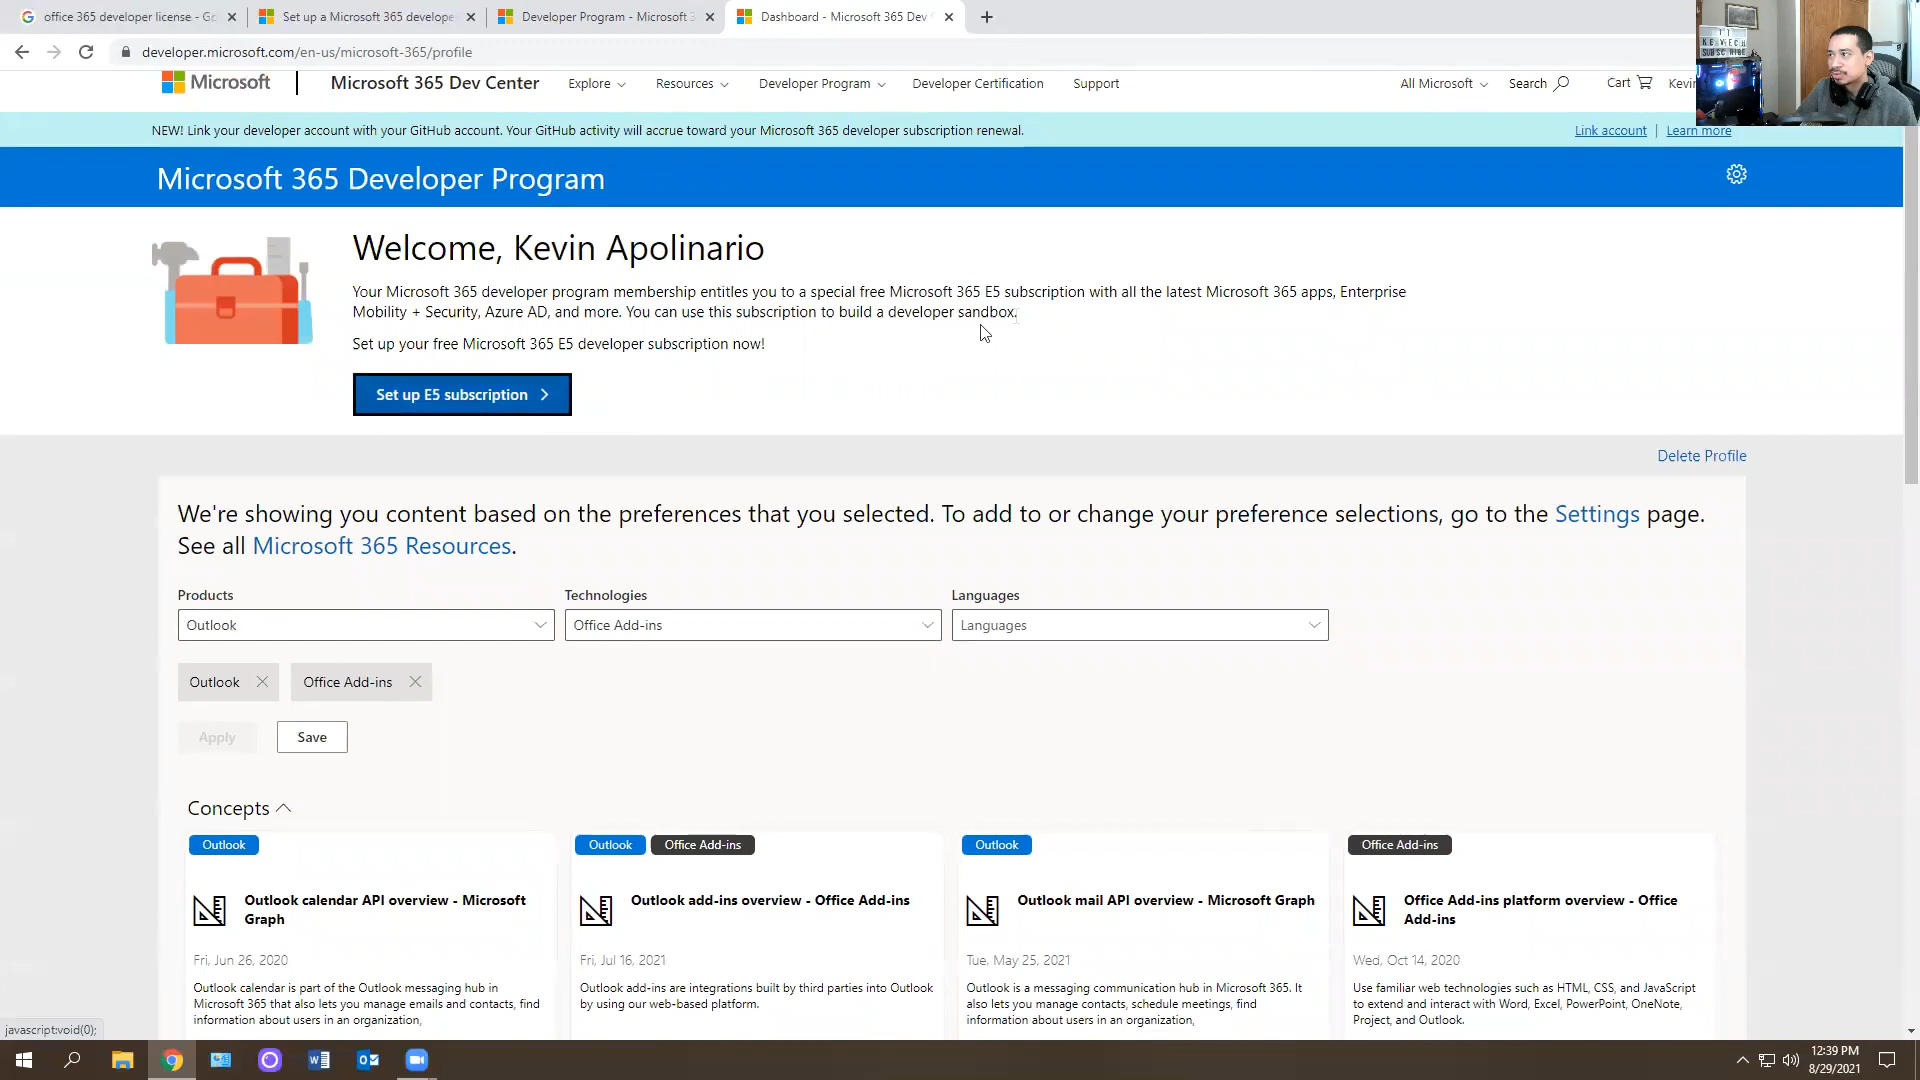 office 365 developer license - Go
Set up a Microsoft 365 develope
Developer Program - Microsoft 3
Dashboard - Microsoft 365 Dev C
developer.microsoft.com/en-us/microsoft-365/profile
Microsoft
Microsoft 365 Dev Center
Explore
Resources
Developer Program
Developer Certification
Support
All Microsoft
Search
Cart
Kevin
KEVTECH
SUBSCRIBE
NEW! Link your developer account with your GitHub account. Your GitHub activity will accrue toward your Microsoft 365 developer subscription renewal.
Link account | Learn more
Microsoft 365 Developer Program
Welcome, Kevin Apolinario
Your Microsoft 365 developer program membership entitles you to a special free Microsoft 365 E5 subscription with all the latest Microsoft 365 apps, Enterprise
Mobility + Security, Azure AD, and more. You can use this subscription to build a developer sandbox.
Set up your free Microsoft 365 E5 developer subscription now!
Set up E5 subscription
Delete Profile
We're showing you content based on the preferences that you selected. To add to or change your preference selections, go to the Settings page.
See all Microsoft 365 Resources.
Products
Technologies
Languages
Outlook
Office Add-ins
Languages
Outlook
Office Add-ins
Apply
Save
Concepts
Outlook
Outlook calendar API overview - Microsoft
Graph
Fri, Jun 26, 2020
Outlook calendar is part of the Outlook messaging hub in
Microsoft 365 that also lets you manage emails and contacts, find
information about users in an organization,
Outlook
Office Add-ins
Outlook add-ins overview - Office Add-ins
Fri, Jul 16, 2021
Outlook add-ins are integrations built by third parties into Outlook
by using our web-based platform.
Outlook
Outlook mail API overview - Microsoft Graph
Tue, May 25, 2021
Outlook is a messaging communication hub in Microsoft 365. It
also lets you manage contacts, schedule meetings, find
information about users in an organization,
Office Add-ins
Office Add-ins platform overview - Office
Add-ins
Wed, Oct 14, 2020
Use familiar web technologies such as HTML, CSS, and JavaScript
to extend and interact with Word, Excel, PowerPoint, OneNote,
Project, and Outlook.
javascript:void(0);
12:39 PM
8/29/2021